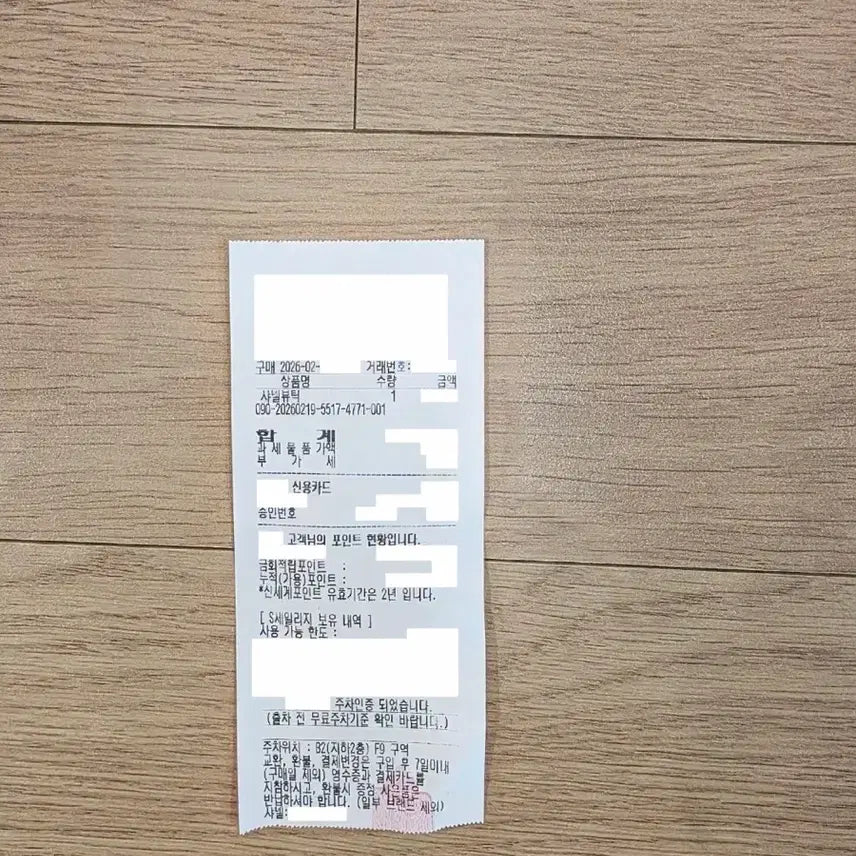 구매 2026-02- 거래번호:
상품명 수량 금액
샤넬뷰틱 1
090-20260219-5517-4771-001
합 계
과 세 물 품 가액
부 가 세
신용카드
승인번호
고객님의 포인트 현황입니다.
금회적립포인트 :
누적(가용)포인트 :
*신세계포인트 유효기간은 2년 입니다.
[ S세일리지 보유 내역 ]
사용 가능 한도 :
주차인증 되었습니다.
(출차 전 무료주차기준 확인 바랍니다.)
주차위치 : B2(지하2층) F9 구역
교환, 환불, 결제변경은 구입 후 7일이내
(구매일 제외) 영수증과 결제카드를
지참하시고, 환불시 증정 사은품은
반납하셔야 합니다. (일부 브랜드 제외)
샤넬: